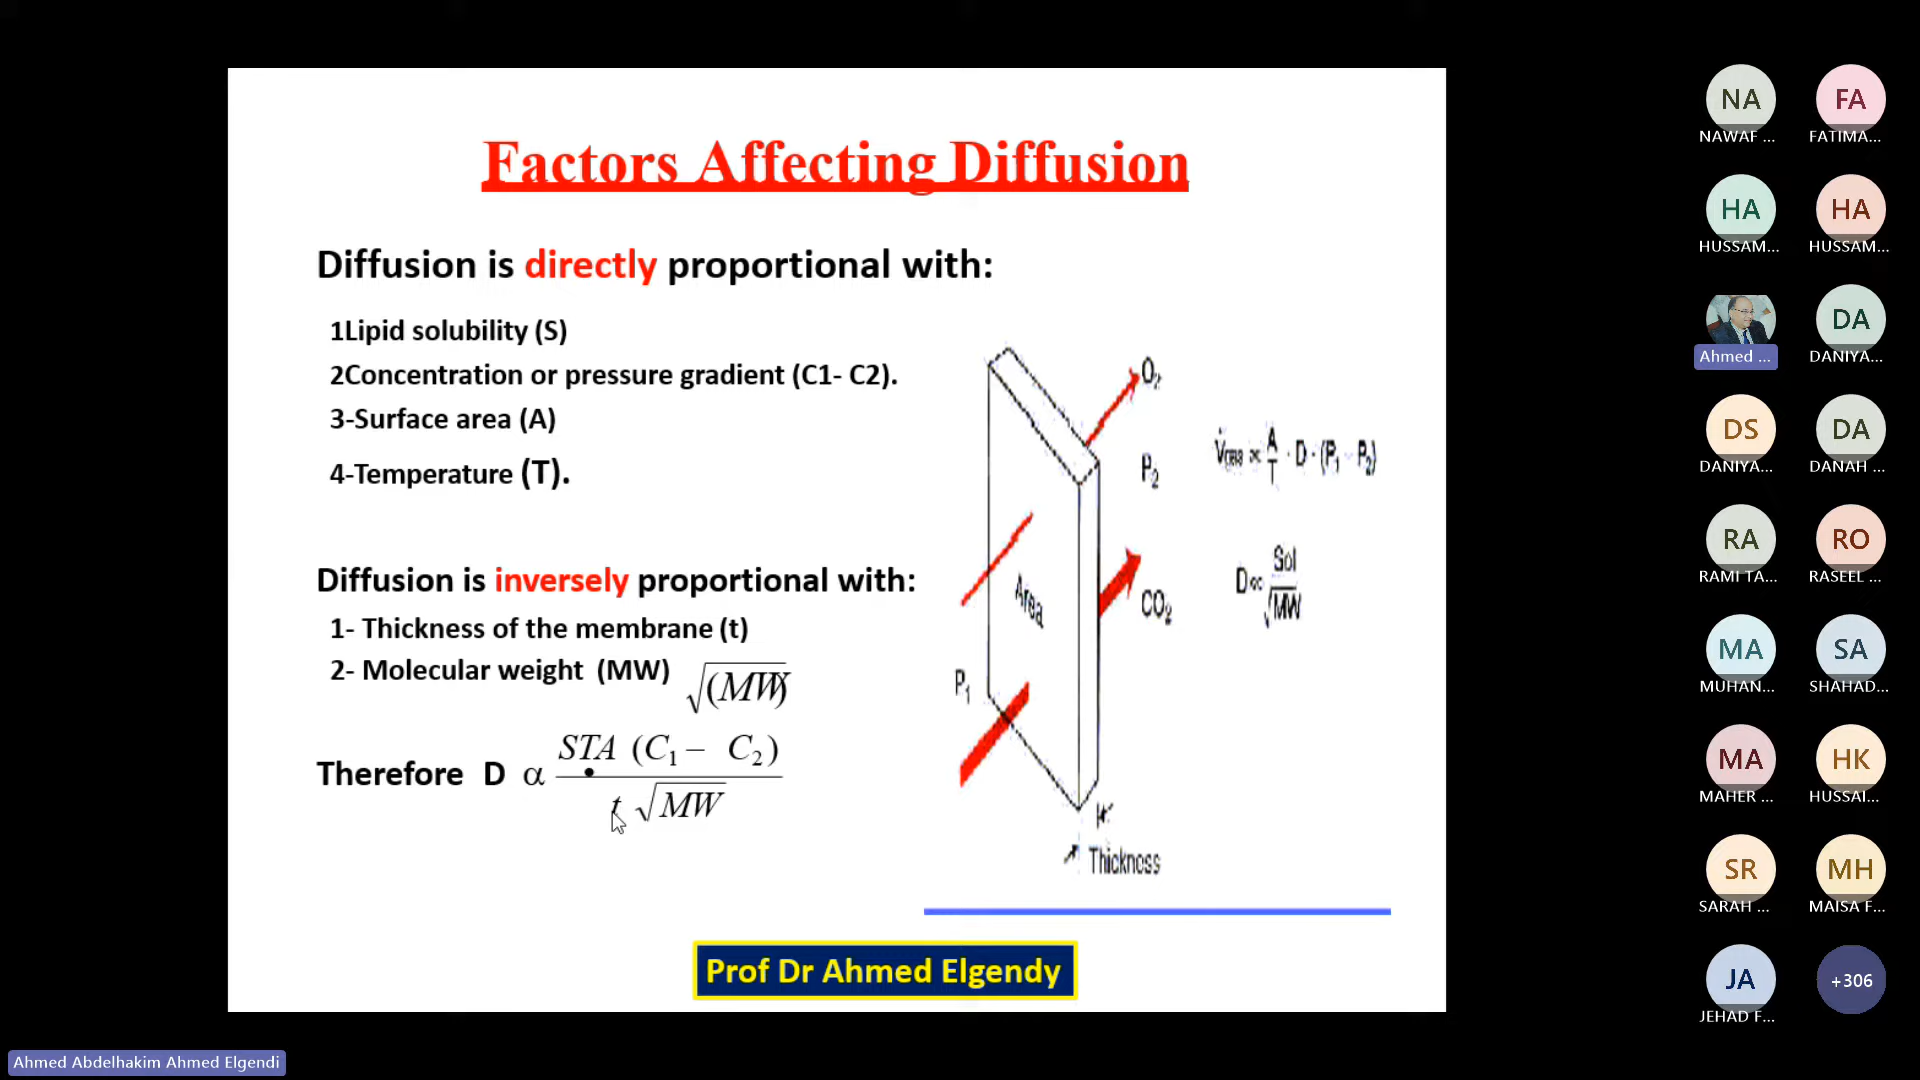 Factors Affecting Diffusion
Diffusion is directly proportional with:
1Lipid solubility (S)
2Concentration or pressure gradient (C1- C2).
3-Surface area (A)
4-Temperature (T).
Diffusion is inversely proportional with:
1- Thickness of the membrane (t)
2- Molecular weight (MW) √(MW)
Therefore D α STA (C₁ – C₂) / t √MW
O₂
P₂
Area
CO₂
P₁
Thickness
V̇gas ∝ A/T · D · (P₁ - P₂)
D ∝ Sol/√MW
Prof Dr Ahmed Elgendy
Ahmed Abdelhakim Ahmed Elgendi
NA
NAWAF ...
FA
FATIMA...
HA
HUSSAM...
HA
HUSSAM...
Ahmed ...
DA
DANIYA...
DS
DANIYA...
DA
DANAH ...
RA
RAMI TA...
RO
RASEEL ...
MA
MUHAN...
SA
SHAHAD...
MA
MAHER ...
HK
HUSSAI...
SR
SARAH ...
MH
MAISA F...
JA
JEHAD F...
+306